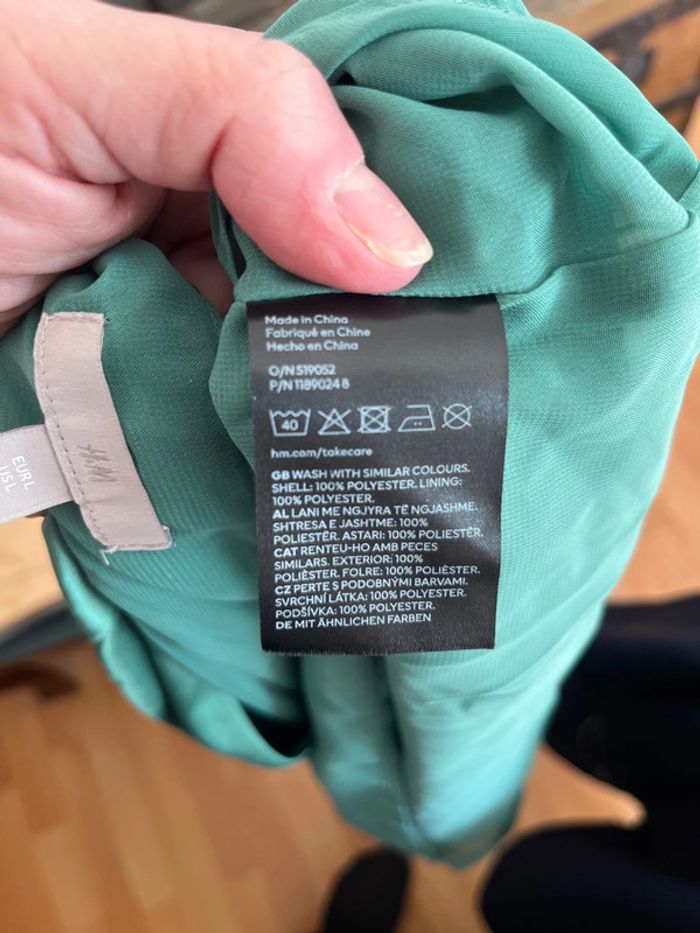 Made in China
Fabriqué en Chine
Hecho en China
O/N 519052
P/N 1189024 8
40
hm.com/takecare
GB WASH WITH SIMILAR COLOURS.
SHELL: 100% POLYESTER. LINING:
100% POLYESTER.
AL LANI ME NGJYRA TË NGJASHME.
SHTRESA E JASHTME: 100%
POLIESTËR. ASTARI: 100% POLIESTËR.
CAT RENTEU-HO AMB PECES
SIMILARS. EXTERIOR: 100%
POLIÈSTER. FOLRE: 100% POLIÈSTER.
CZ PERTE S PODOBNÝMI BARVAMI.
SVRCHNÍ LÁTKA: 100% POLYESTER.
PODŠÍVKA: 100% POLYESTER.
DE MIT ÄHNLICHEN FARBEN
H&M
EURL
USL